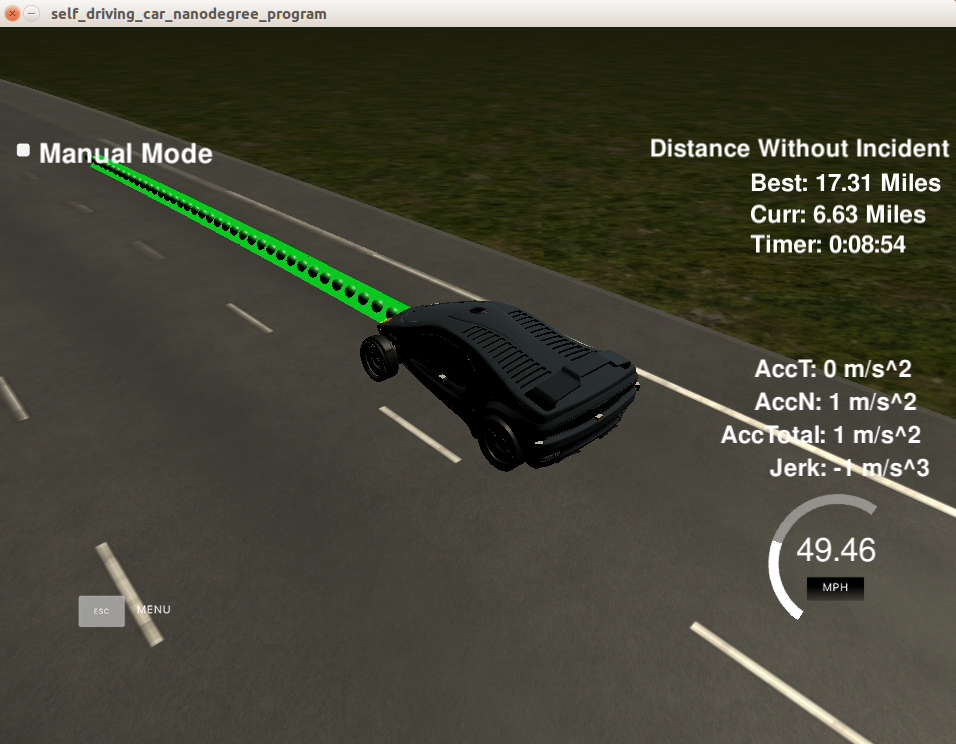 self_driving_car_nanodegree_program
Manual Mode
Distance Without Incident
Best: 17.31 Miles
Curr: 6.63 Miles
Timer: 0:08:54
AccT: 0 m/s^2
AccN: 1 m/s^2
AccTotal: 1 m/s^2
Jerk: -1 m/s^3
49.46
MPH
ESC MENU